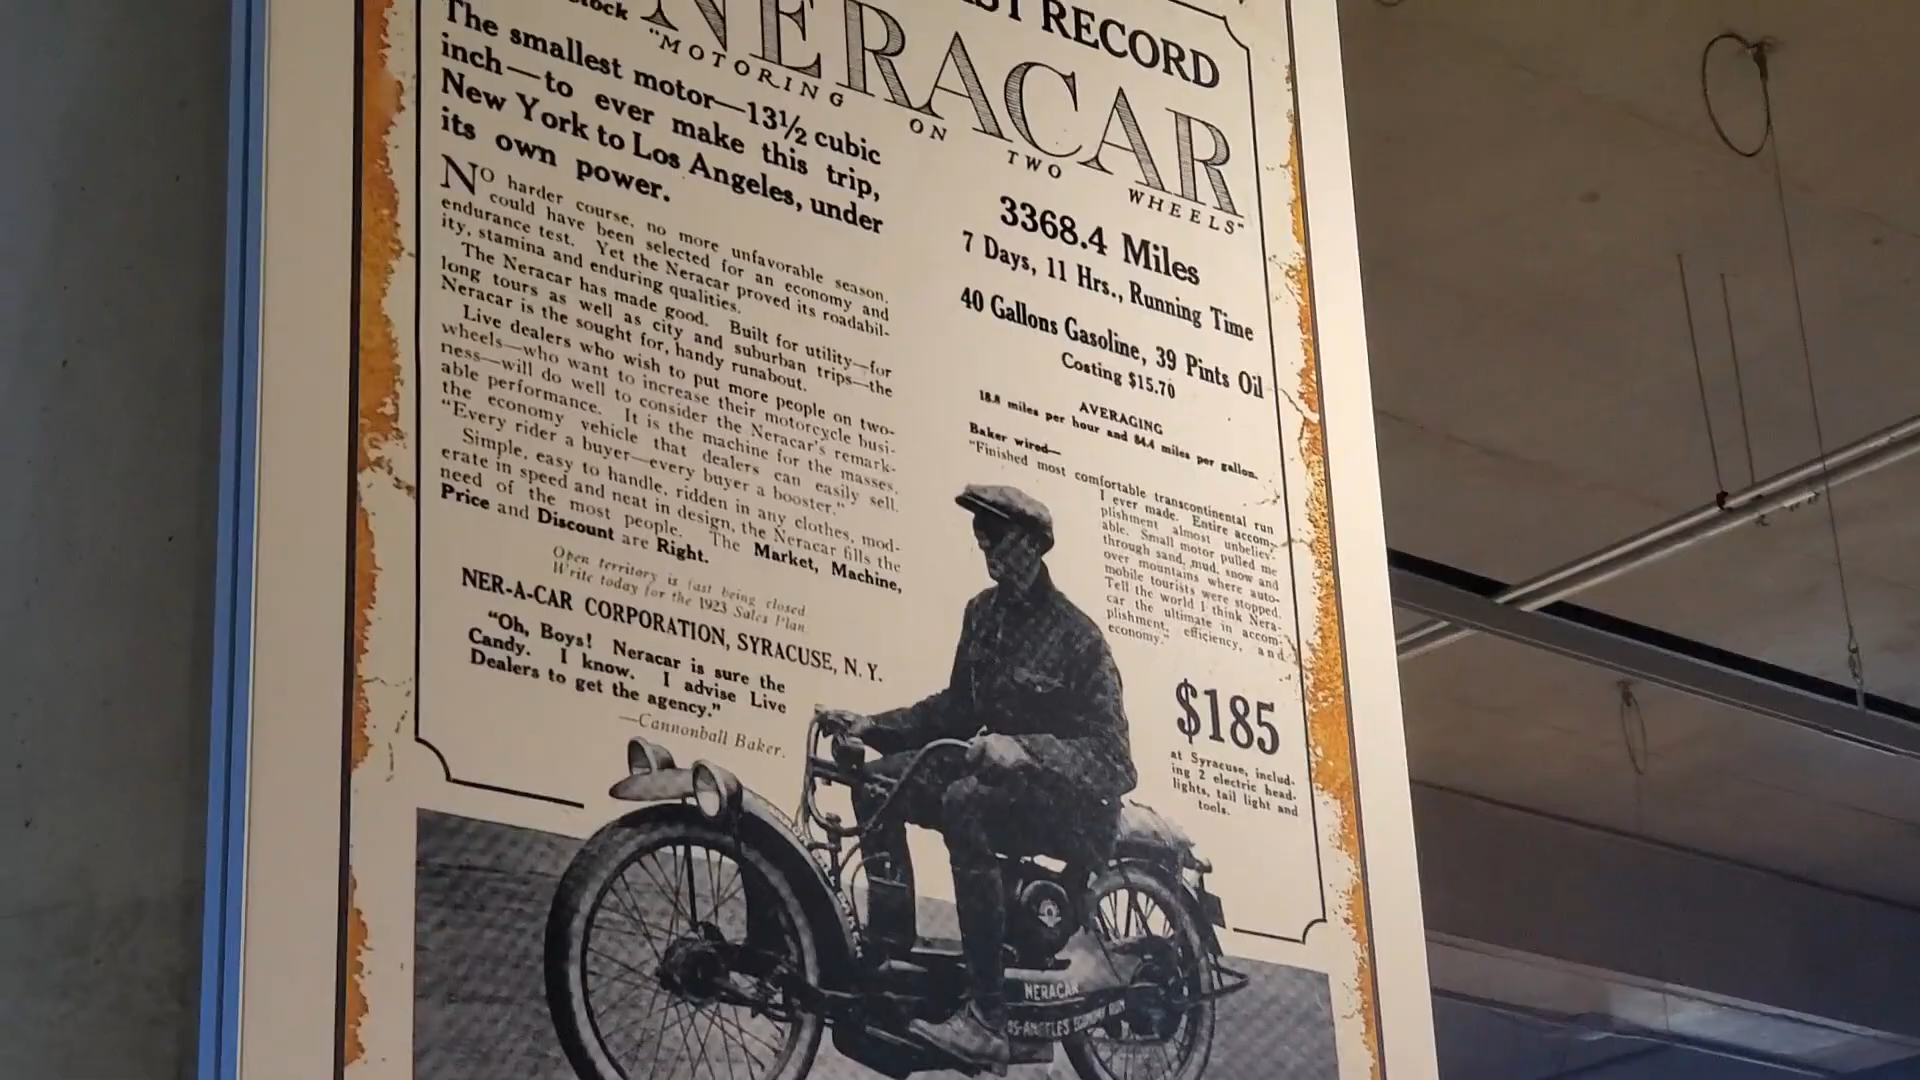 RECORD
NERACAR
"MOTORING ON TWO WHEELS"
The smallest motor—13½ cubic
inch—to ever make this trip,
New York to Los Angeles, under
its own power.
NO harder course, no more unfavorable season,
could have been selected for an economy and
endurance test. Yet the Neracar proved its roadabil-
ity, stamina and enduring qualities.
The Neracar has made good. Built for utility—for
long tours as well as city and suburban trips—the
Neracar is the sought for, handy runabout.
Live dealers who wish to put more people on two-
wheels—who want to increase their motorcycle busi-
ness—will do well to consider the Neracar's remark-
able performance. It is the machine for the masses,
the economy vehicle that dealers can easily sell.
"Every rider a buyer—every buyer a booster."
Simple, easy to handle, ridden in any clothes, mod-
erate in speed and neat in design, the Neracar fills the
need of the most people. The Market, Machine,
Price and Discount are Right.
Open territory is fast being closed.
Write today for the 1923 Sales Plan
NER-A-CAR CORPORATION, SYRACUSE, N. Y.
"Oh, Boys! Neracar is sure the
Candy. I know. I advise Live
Dealers to get the agency."
—Cannonball Baker.
3368.4 Miles
7 Days, 11 Hrs., Running Time
40 Gallons Gasoline, 39 Pints Oil
Costing $15.70
AVERAGING
18.8 miles per hour and 84.4 miles per gallon.
Baker wired—
"Finished most comfortable transcontinental run
I ever made. Entire accom-
plishment almost unbeliev-
able. Small motor pulled me
through sand, mud, snow and
over mountains where auto-
mobile tourists were stopped.
Tell the world I think Nera-
car the ultimate in accom-
plishment, efficiency, and
economy."
$185
at Syracuse, includ-
ing 2 electric head-
lights, tail light and
tools.
NERACAR
OS-ANGELES ECONOMY RUN